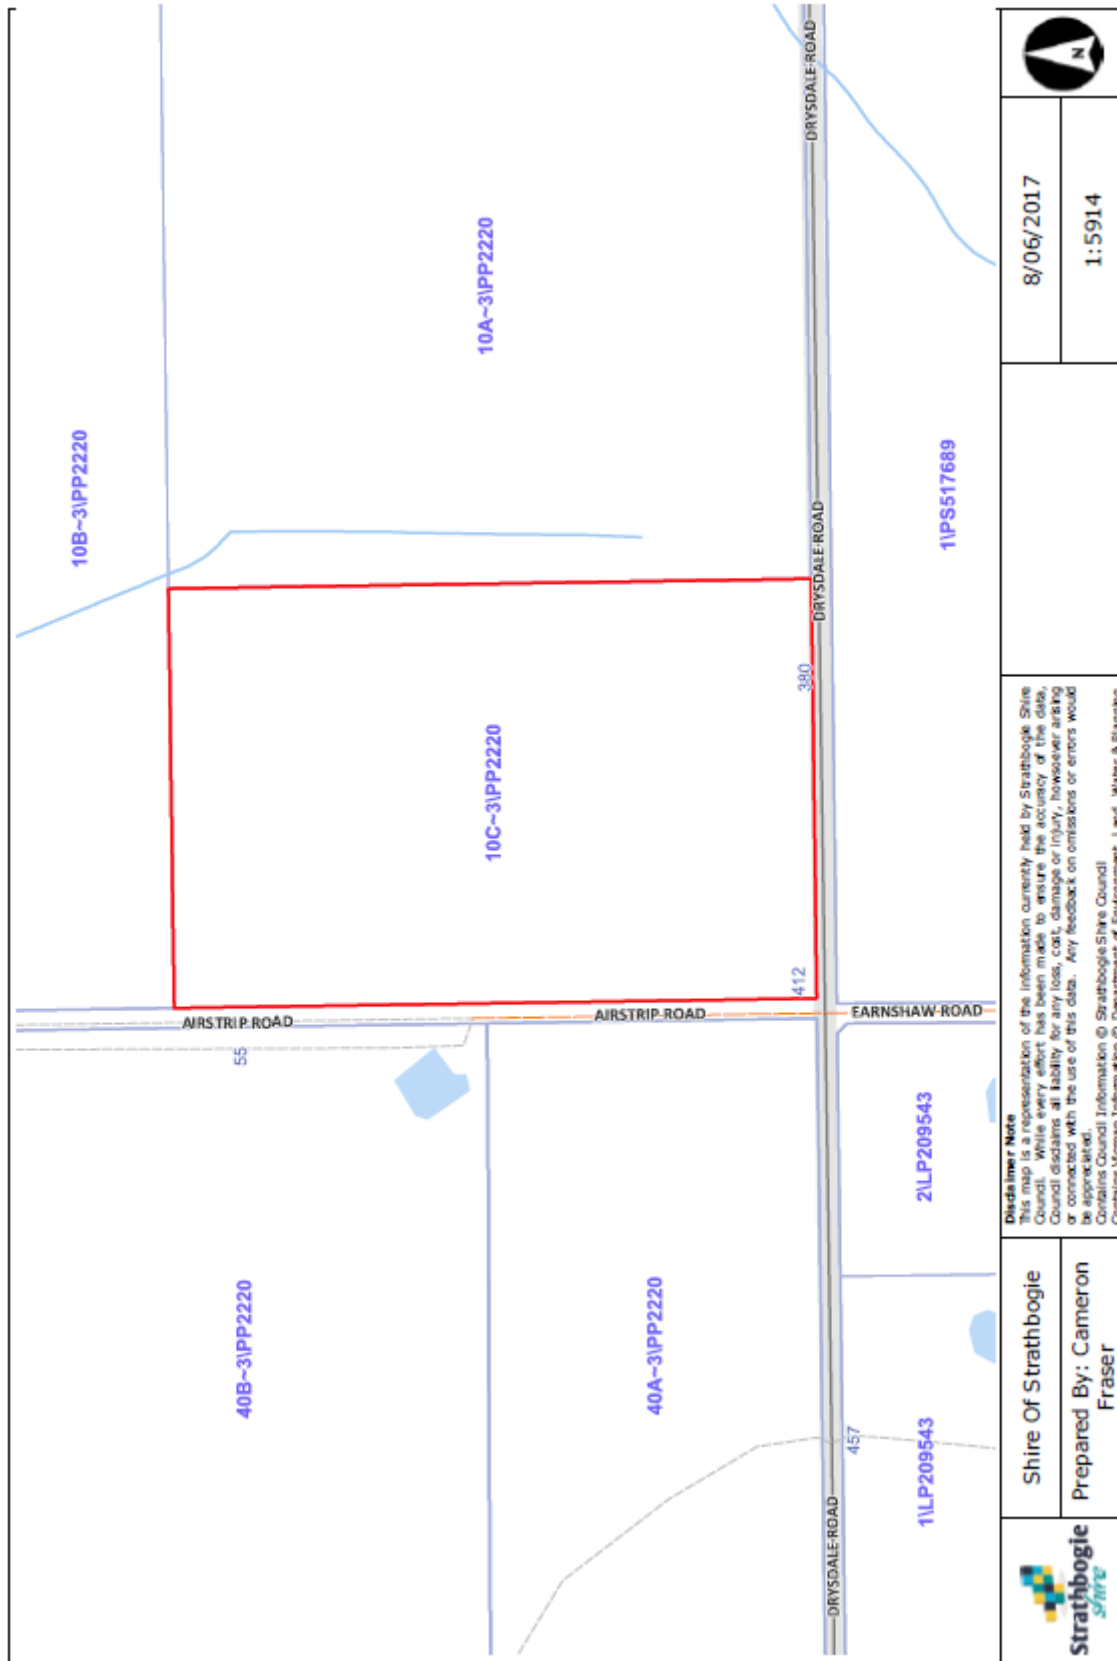 10B~3\PP2220
10A~3\PP2220
10C~3\PP2220
DRYSDALE ROAD
DRYSDALE ROAD
DRYSDALE ROAD
AIRSTRIP ROAD
AIRSTRIP ROAD
EARNSHAW ROAD
380
412
55
457
1\PS517689
40B~3\PP2220
40A~3\PP2220
2\LP209543
1\LP209543
Strathbogie
shire
Shire Of Strathbogie
Prepared By: Cameron
Fraser
Disclaimer Note
This map is a representation of the information currently held by Strathbogie Shire
Council. While every effort has been made to ensure the accuracy of the data,
Council disclaims all liability for any loss, cost, damage or injury, howsoever arising
or connected with the use of this data. Any feedback on omissions or errors would
be appreciated.
Contains Council Information © Strathbogie Shire Council
8/06/2017
1:5914
N